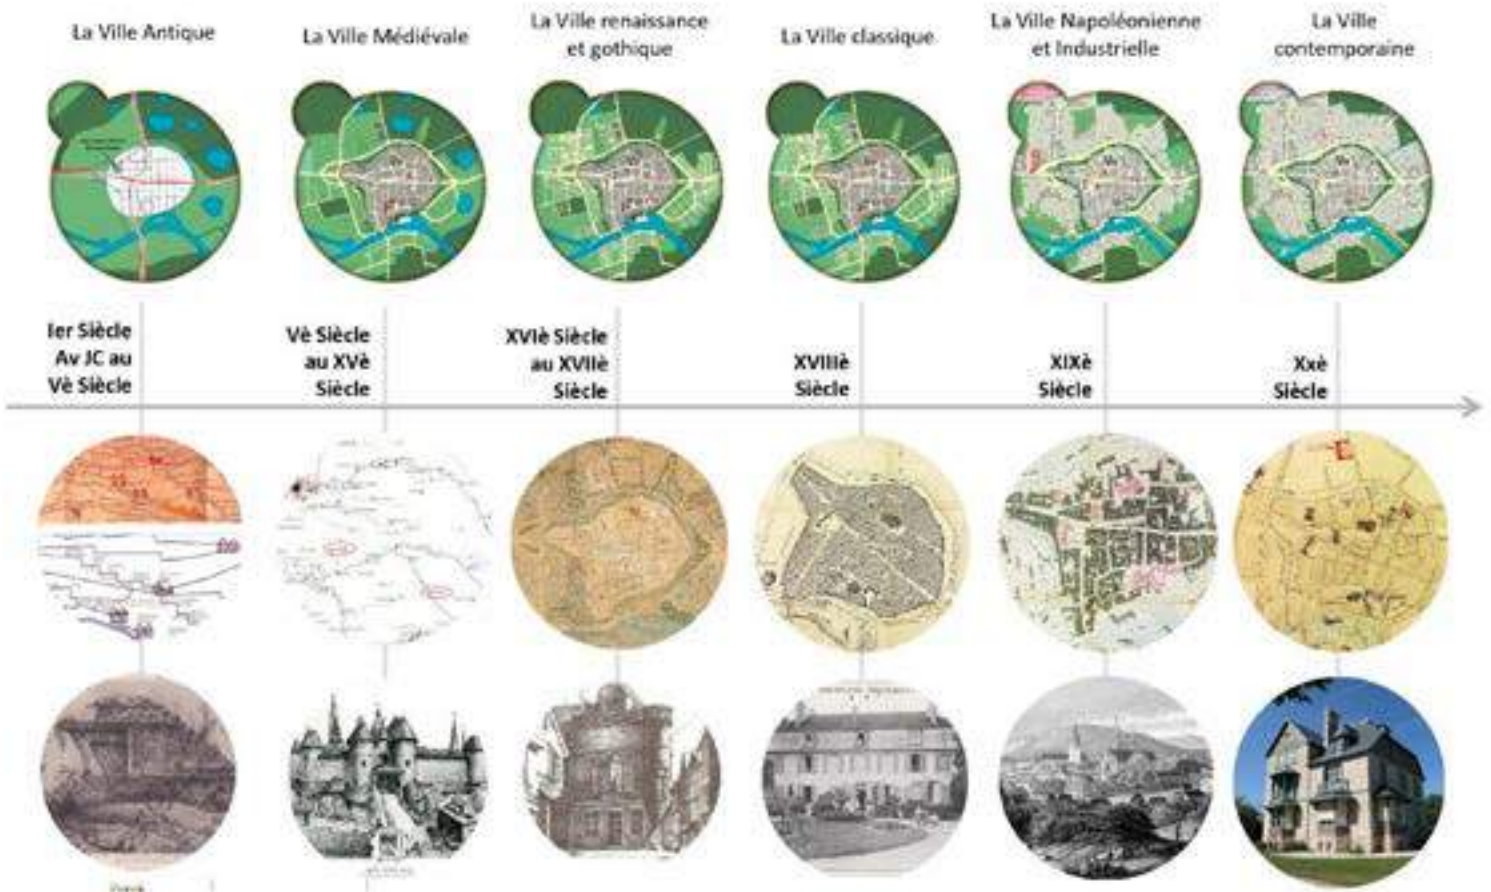 La Ville Antique
La Ville Médiévale
La Ville renaissance
et gothique
La Ville classique
La Ville Napoléonienne
et Industrielle
La Ville
contemporaine
Ier Siècle
Av JC au
Vè Siècle
Vè Siècle
au XVè
Siècle
XVIè Siècle
au XVIIè
Siècle
XVIIIè
Siècle
XIXè
Siècle
Xxè
Siècle